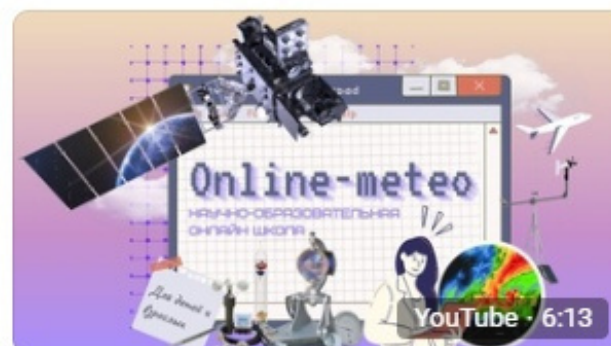 Online-meteo
НАУЧНО-ОБРАЗОВАТЕЛЬНАЯ
ОНЛАЙН ШКОЛА
Для детей и
взрослых
YouTube · 6:13